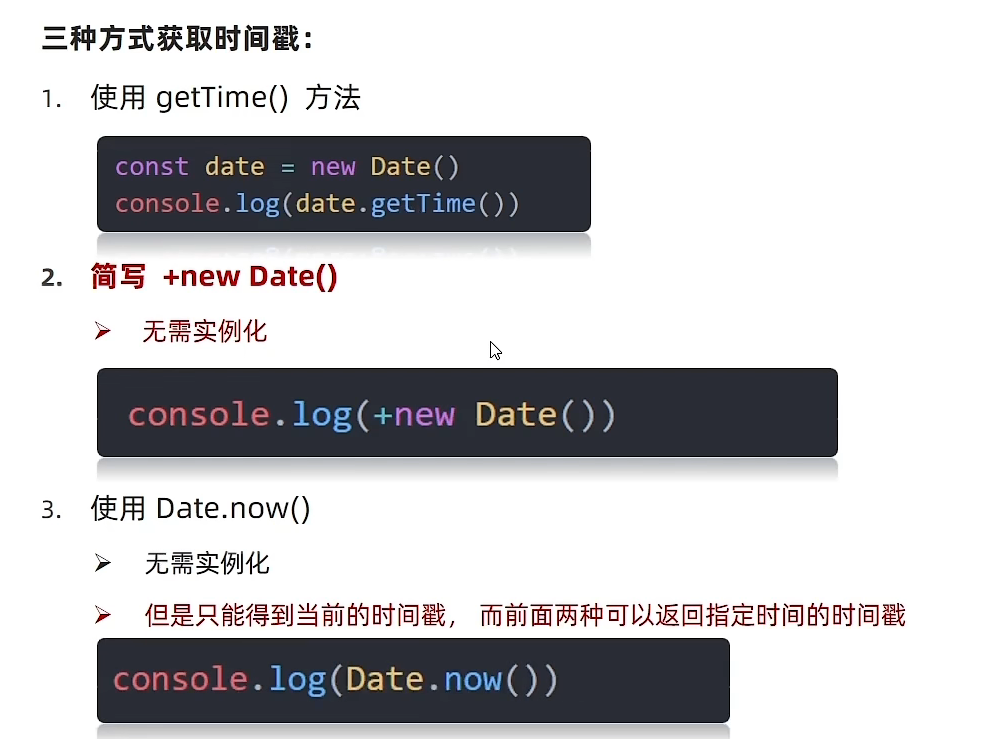 三种方式获取时间戳：
1. 使用 getTime() 方法
const date = new Date()
console.log(date.getTime())
2. 简写 +new Date()
➢ 无需实例化
console.log(+new Date())
3. 使用 Date.now()
➢ 无需实例化
➢ 但是只能得到当前的时间戳， 而前面两种可以返回指定时间的时间戳
console.log(Date.now())